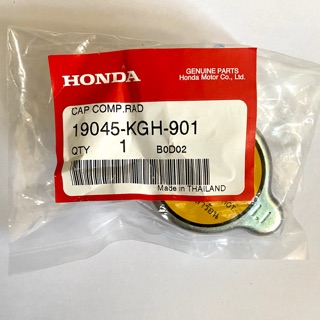 HONDA
GENUINE PARTS
Honda Motor Co., Ltd.
CAP COMP,RAD
19045-KGH-901
QTY 1 B0D02
Made in THAILAND